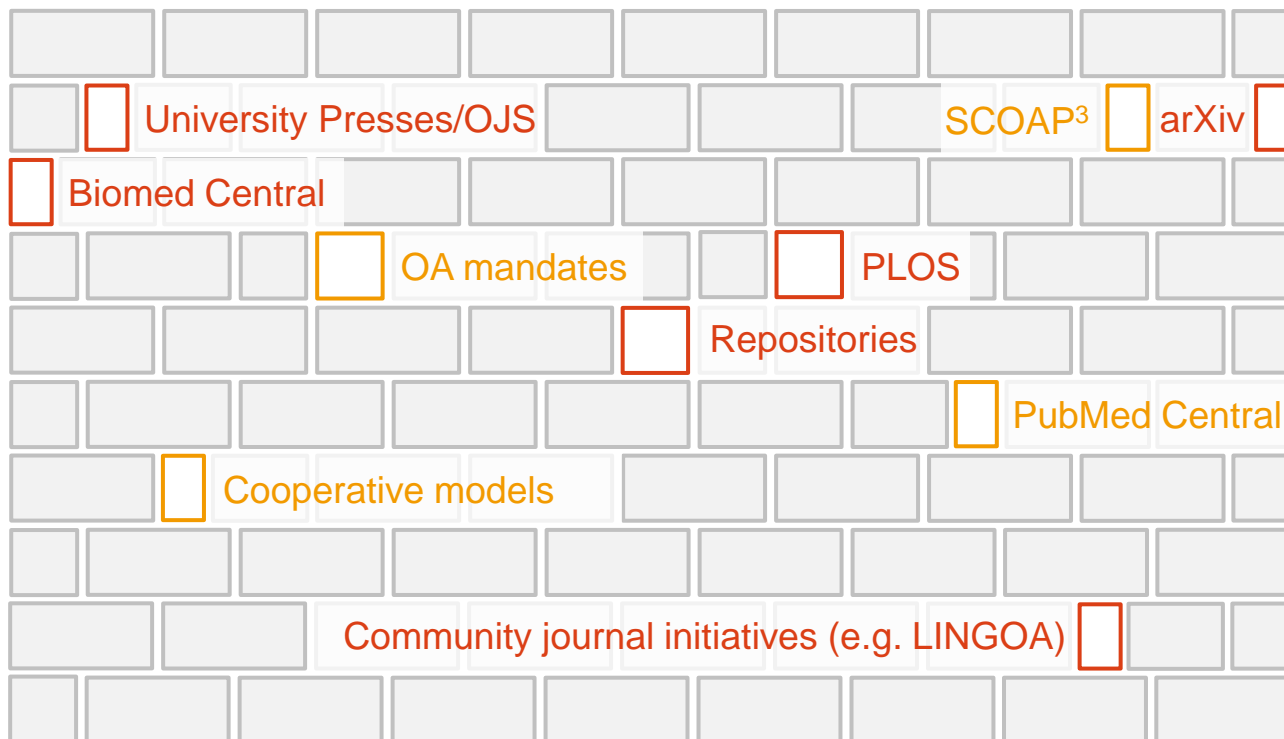 University Presses/OJS
SCOAP³
arXiv
Biomed Central
OA mandates
PLOS
Repositories
PubMed Central
Cooperative models
Community journal initiatives (e.g. LINGOA)